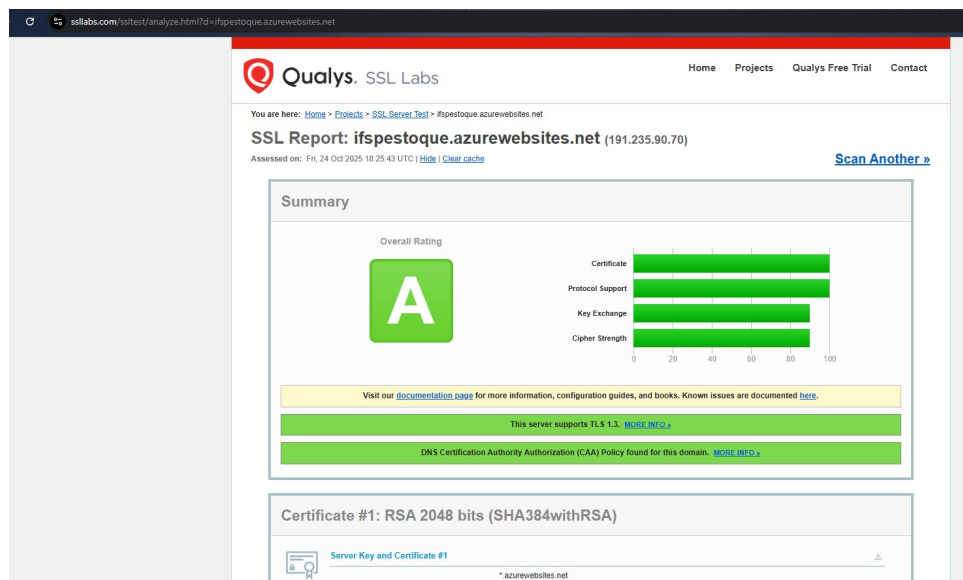 ssllabs.com/ssltest/analyze.html?d=ifspestoque.azurewebsites.net
Qualys. SSL Labs
Home Projects Qualys Free Trial Contact
You are here: Home > Projects > SSL Server Test > ifspestoque.azurewebsites.net
SSL Report: ifspestoque.azurewebsites.net (191.235.90.70)
Assessed on: Fri, 24 Oct 2025 18:25:43 UTC | Hide | Clear cache
Scan Another »
Summary
Overall Rating
A
Certificate
Protocol Support
Key Exchange
Cipher Strength
0 20 40 60 80 100
Visit our documentation page for more information, configuration guides, and books. Known issues are documented here.
This server supports TLS 1.3. MORE INFO »
DNS Certification Authority Authorization (CAA) Policy found for this domain. MORE INFO »
Certificate #1: RSA 2048 bits (SHA384withRSA)
Server Key and Certificate #1
*.azurewebsites.net